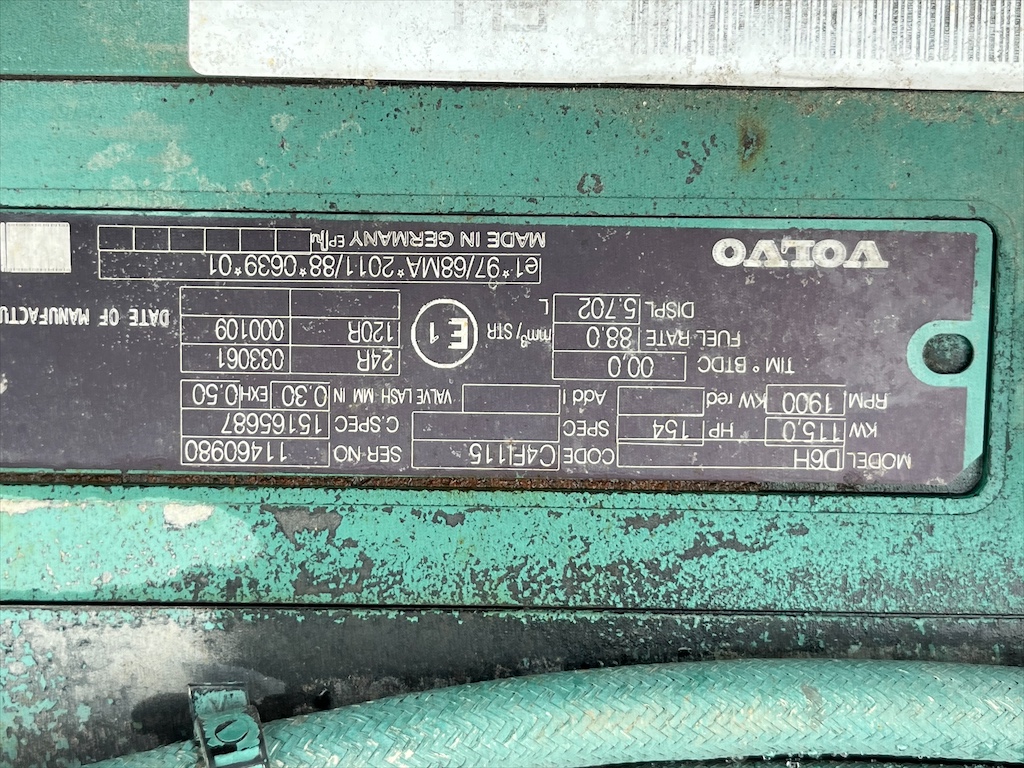 MODEL D6H CODE C4FI115 SER·NO 11460980
KW 115.0 HP 154 SPEC C.SPEC 15165687
RPM 1900 KW red Add I VALVE LASH MM IN 0.30 EXH 0.50
TIM ° BTDC 00.0 24R 033061
FUEL RATE 88.0 mm³/STR E1 120R 000109
DISPL 5.702 L DATE OF MANUFACTU
e1*97/68MA*2011/88*0639*01
VOLVO MADE IN GERMANY